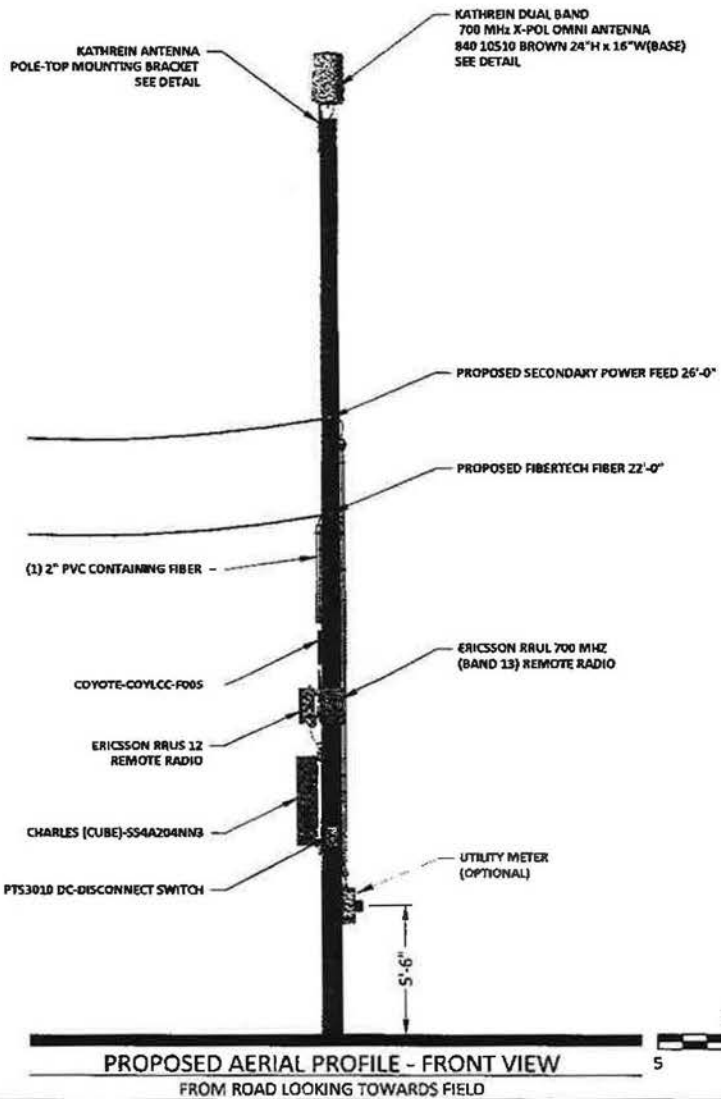 KATHREIN DUAL BAND
700 MHz X-POL OMNI ANTENNA
840 10510 BROWN 24"H x 16"W(BASE)
SEE DETAIL
KATHREIN ANTENNA
POLE-TOP MOUNTING BRACKET
SEE DETAIL
PROPOSED SECONDARY POWER FEED 26'-0"
PROPOSED FIBERTECH FIBER 22'-0"
(1) 2" PVC CONTAINING FIBER
ERICSSON RRUL 700 MHZ
(BAND 13) REMOTE RADIO
COYOTE-COYLCC-F005
ERICSSON RRUS 12
REMOTE RADIO
CHARLES (CUBE)-SS4A204NN3
UTILITY METER
(OPTIONAL)
PTS3010 DC-DISCONNECT SWITCH
5'-6"
PROPOSED AERIAL PROFILE - FRONT VIEW
5
FROM ROAD LOOKING TOWARDS FIELD